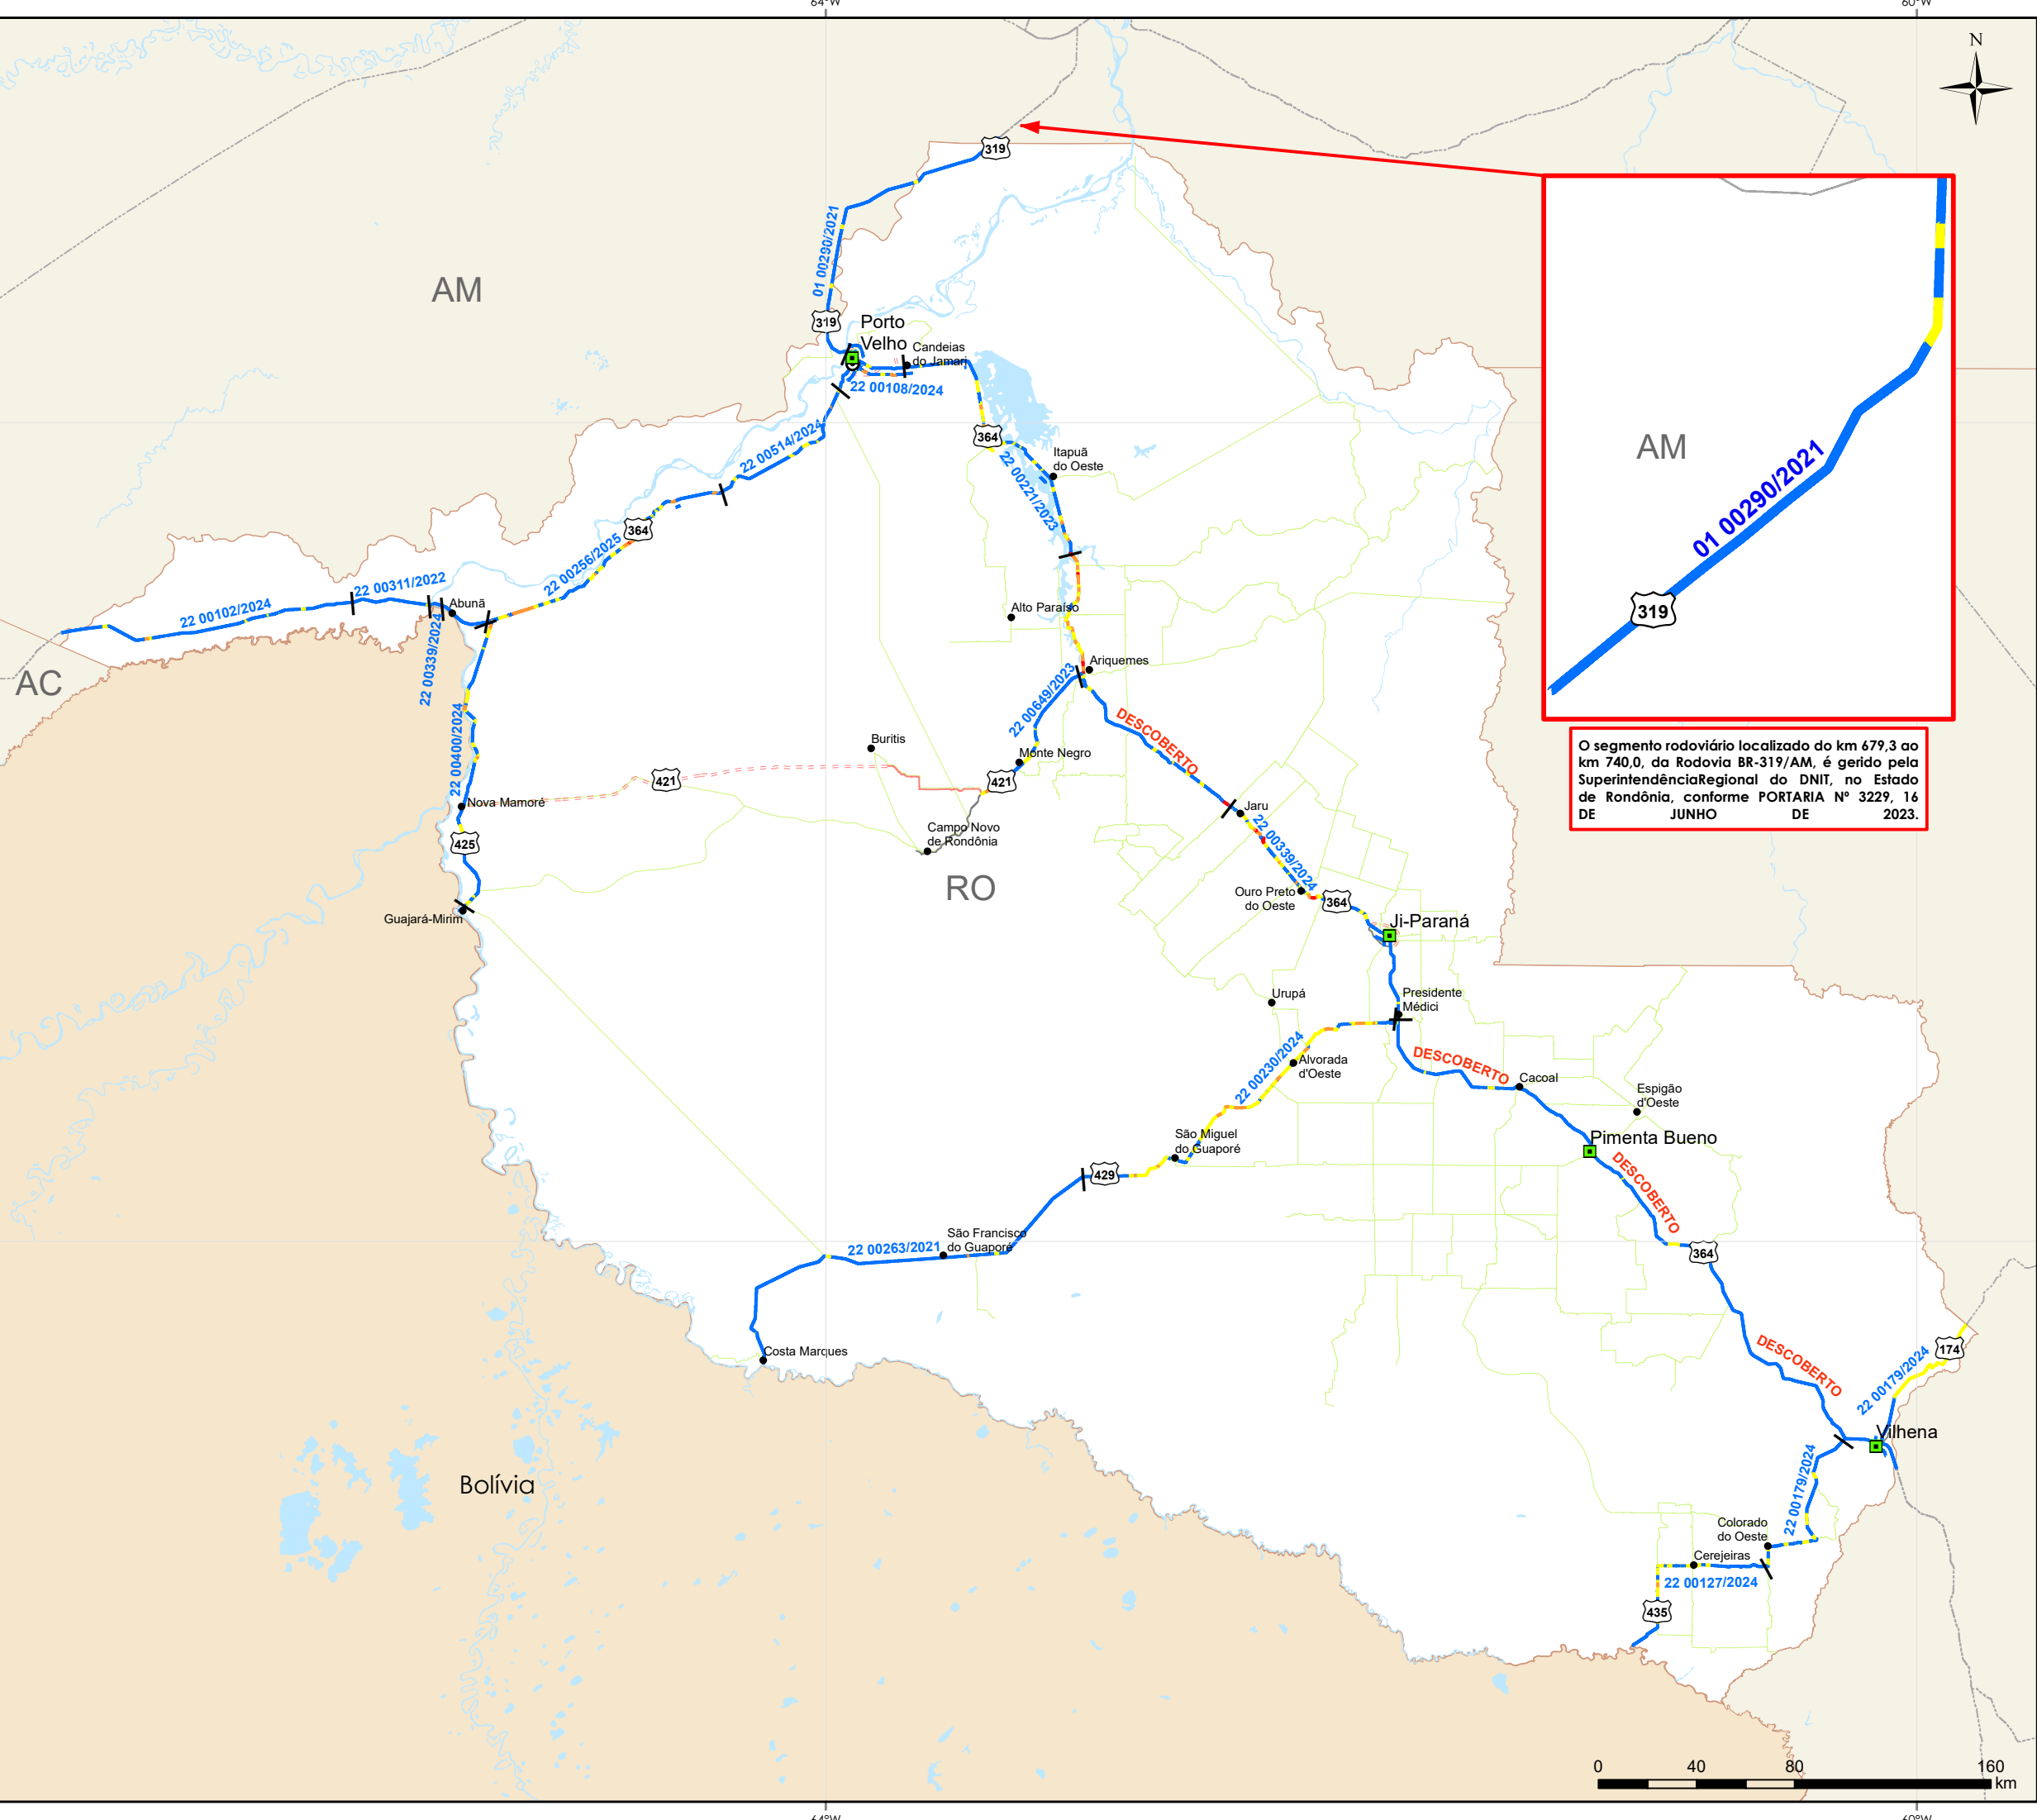 64°W
60°W
N
319
01 00290/2021
AM
AM
319
Porto
Velho
Candeias
do Jamari
22 00108/2024
364
22 00514/2024
Itapuã
do Oeste
22 00221/2023
01 00290/2021
319
364
22 00256/2025
22 00311/2022
22 00102/2024
Abunã
22 00339/2024
Alto Paraíso
AC
Ariquemes
22 00649/2023
22 00400/2024
DESCOBERTO
Buritis
Monte Negro
421
421
O segmento rodoviário localizado do km 679,3 ao
km 740,0, da Rodovia BR-319/AM, é gerido pela
SuperintendênciaRegional do DNIT, no Estado
de Rondônia, conforme PORTARIA Nº 3229, 16
DE JUNHO DE 2023.
Nova Mamoré
Jaru
425
Campo Novo
de Rondônia
22 00339/2024
RO
Ouro Preto
do Oeste
364
Guajará-Mirim
Ji-Paraná
Urupá
Presidente
Médici
22 00230/2024
Alvorada
d'Oeste
DESCOBERTO
Cacoal
Espigão
d'Oeste
São Miguel
do Guaporé
Pimenta Bueno
429
DESCOBERTO
São Francisco
do Guaporé
22 00263/2021
364
Costa Marques
DESCOBERTO
174
22 00179/2024
Vilhena
Bolívia
22 00179/2024
Colorado
do Oeste
Cerejeiras
22 00127/2024
435
0 40 80 160
km
64°W
60°W